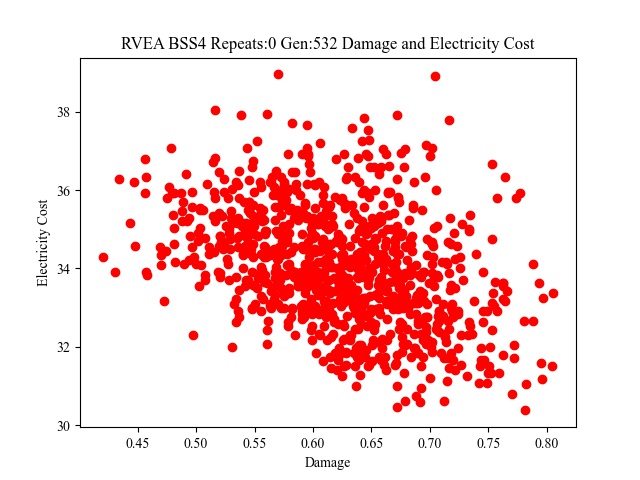 RVEA BSS4 Repeats:0 Gen:532 Damage and Electricity Cost
38
36
34
32
30
Electricity Cost
0.45 0.50 0.55 0.60 0.65 0.70 0.75 0.80
Damage